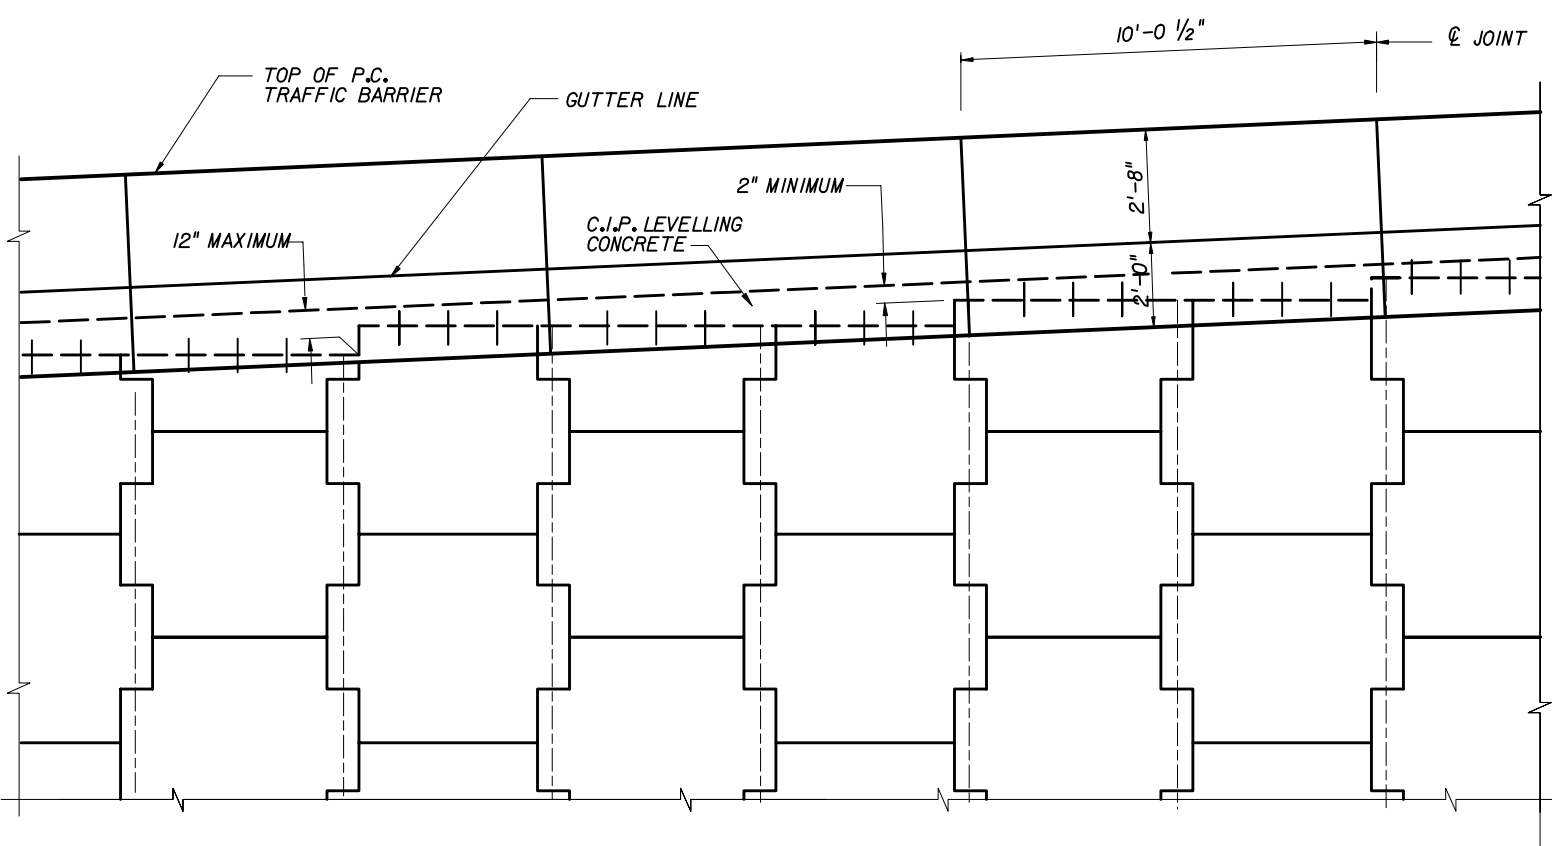 10'-0 ½"
℄ JOINT
TOP OF P.C.
TRAFFIC BARRIER
GUTTER LINE
2" MINIMUM
2'-8"
C.I.P. LEVELLING
CONCRETE
12" MAXIMUM
2'-0"